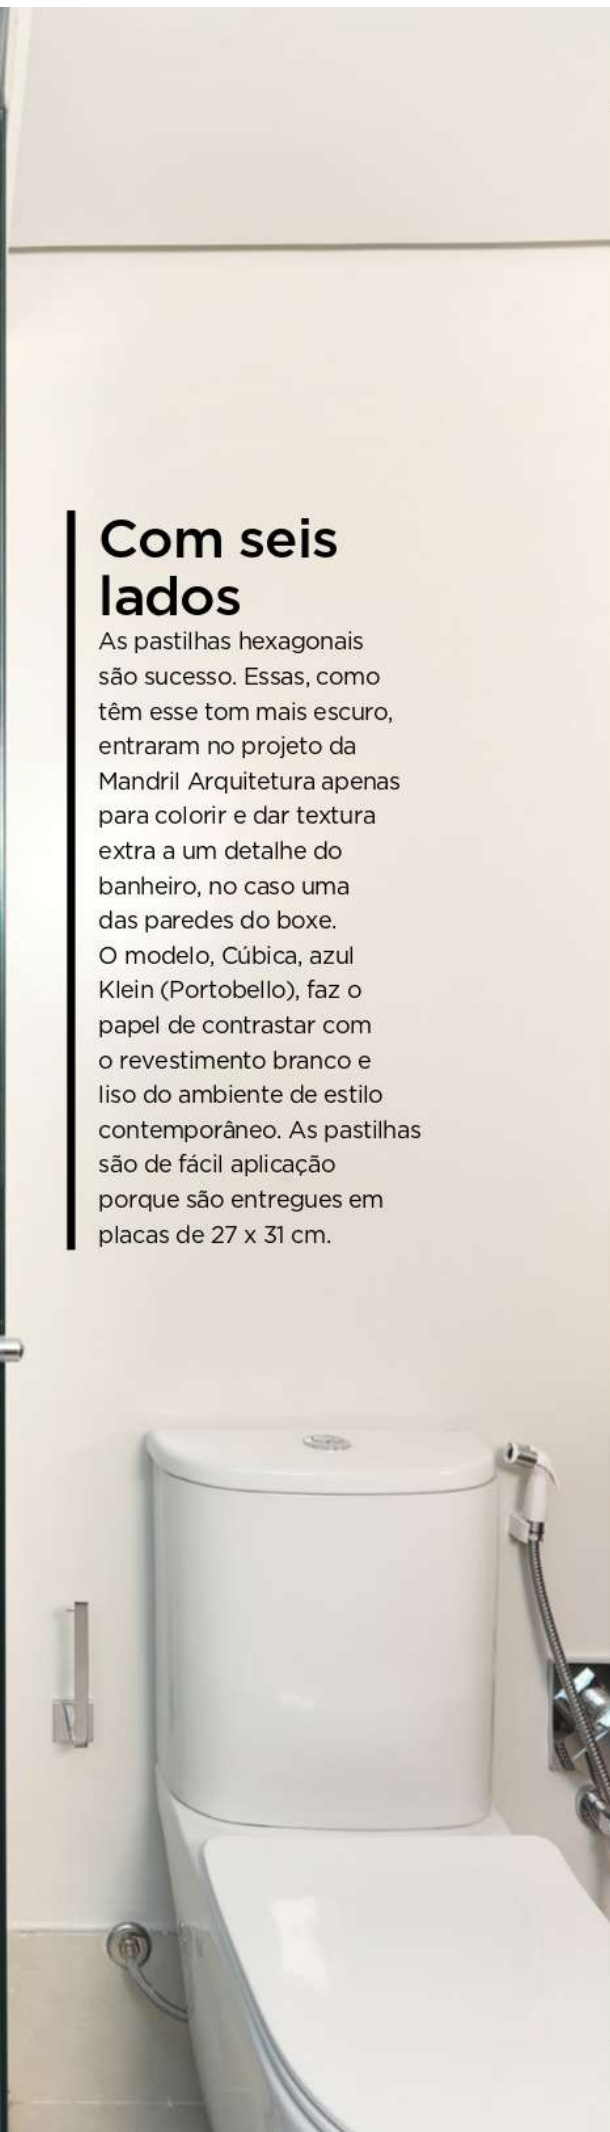 Com seis
lados
As pastilhas hexagonais
são sucesso. Essas, como
têm esse tom mais escuro,
entraram no projeto da
Mandril Arquitetura apenas
para colorir e dar textura
extra a um detalhe do
banheiro, no caso uma
das paredes do boxe.
O modelo, Cúbica, azul
Klein (Portobello), faz o
papel de contrastar com
o revestimento branco e
liso do ambiente de estilo
contemporâneo. As pastilhas
são de fácil aplicação
porque são entregues em
placas de 27 x 31 cm.